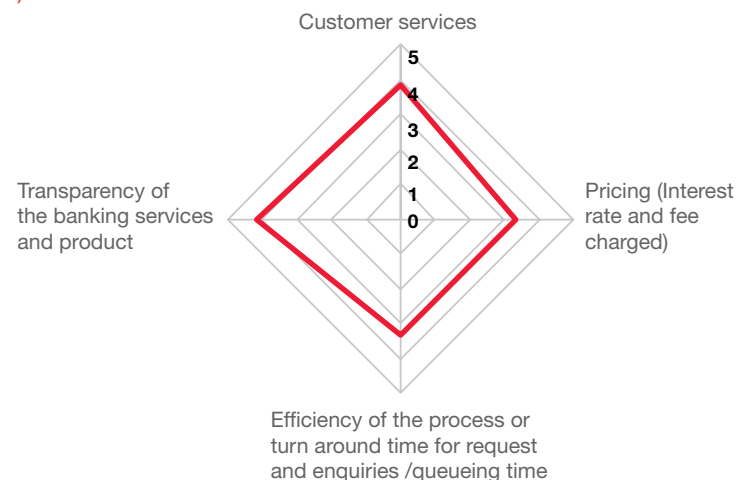 Customer services
5
4
3
2
1
0
Transparency of
the banking services
and product
Pricing (Interest
rate and fee
charged)
Efficiency of the process or
turn around time for request
and enquiries /queueing time